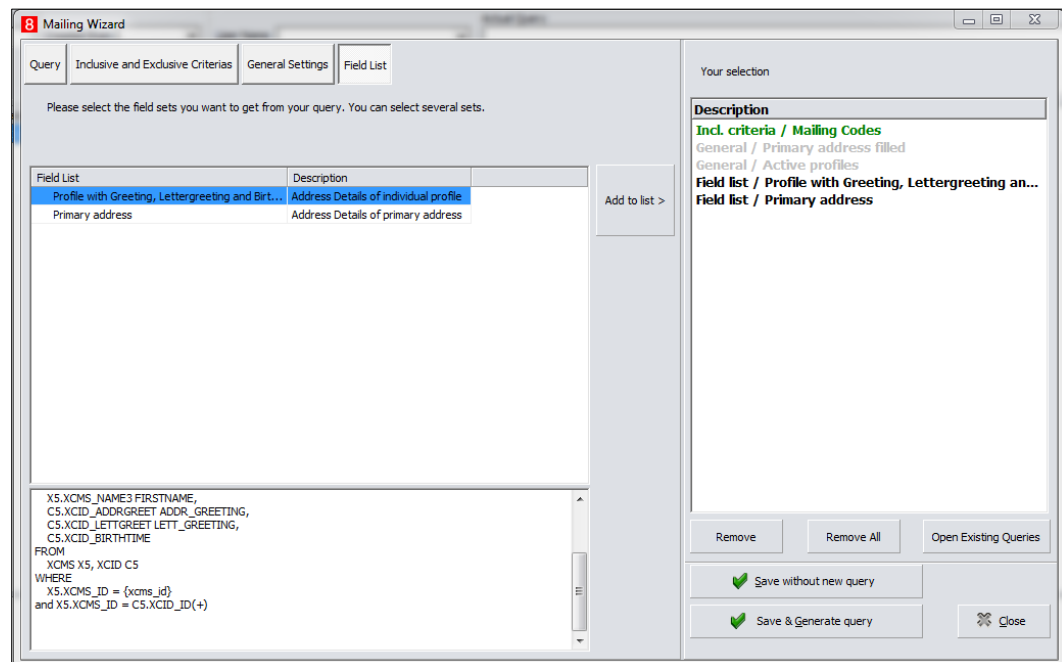 8 Mailing Wizard
Query
Inclusive and Exclusive Criterias
General Settings
Field List
Your selection
Please select the field sets you want to get from your query. You can select several sets.
Description
Incl. criteria / Mailing Codes
General / Primary address filled
General / Active profiles
Field list / Profile with Greeting, Lettergreeting an...
Field list / Primary address
Field List
Description
Profile with Greeting, Lettergreeting and Birt...
Address Details of individual profile
Primary address
Address Details of primary address
Add to list >
X5.XCMS_NAME3 FIRSTNAME,
C5.XCID_ADDRGREET ADDR_GREETING,
C5.XCID_LETTGREET LETT_GREETING,
C5.XCID_BIRTHTIME
FROM
XCMS X5, XCID C5
WHERE
X5.XCMS_ID = {xcms_id}
and X5.XCMS_ID = C5.XCID_ID(+)
Remove
Remove All
Open Existing Queries
Save without new query
Save & Generate query
Close